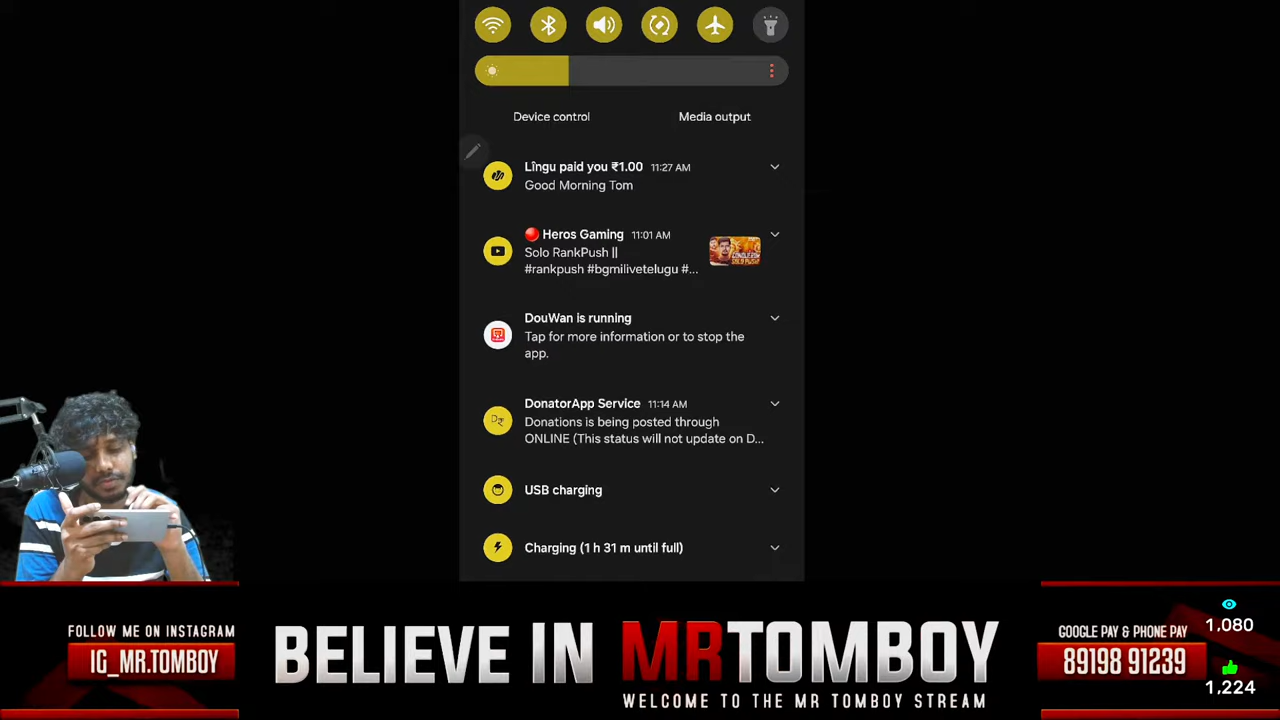 Device control
Media output
Lîngu paid you ₹1.00 11:27 AM
Good Morning Tom
Heros Gaming 11:01 AM
Solo RankPush ||
#rankpush #bgmilivetelugu #...
DouWan is running
Tap for more information or to stop the
app.
DonatorApp Service 11:14 AM
Donations is being posted through
ONLINE (This status will not update on D...
USB charging
Charging (1 h 31 m until full)
FOLLOW ME ON INSTAGRAM
IG_MR.TOMBOY
BELIEVE IN MRTOMBOY
WELCOME TO THE MR TOMBOY STREAM
GOOGLE PAY & PHONE PAY
89198 91239
1,080
1,224